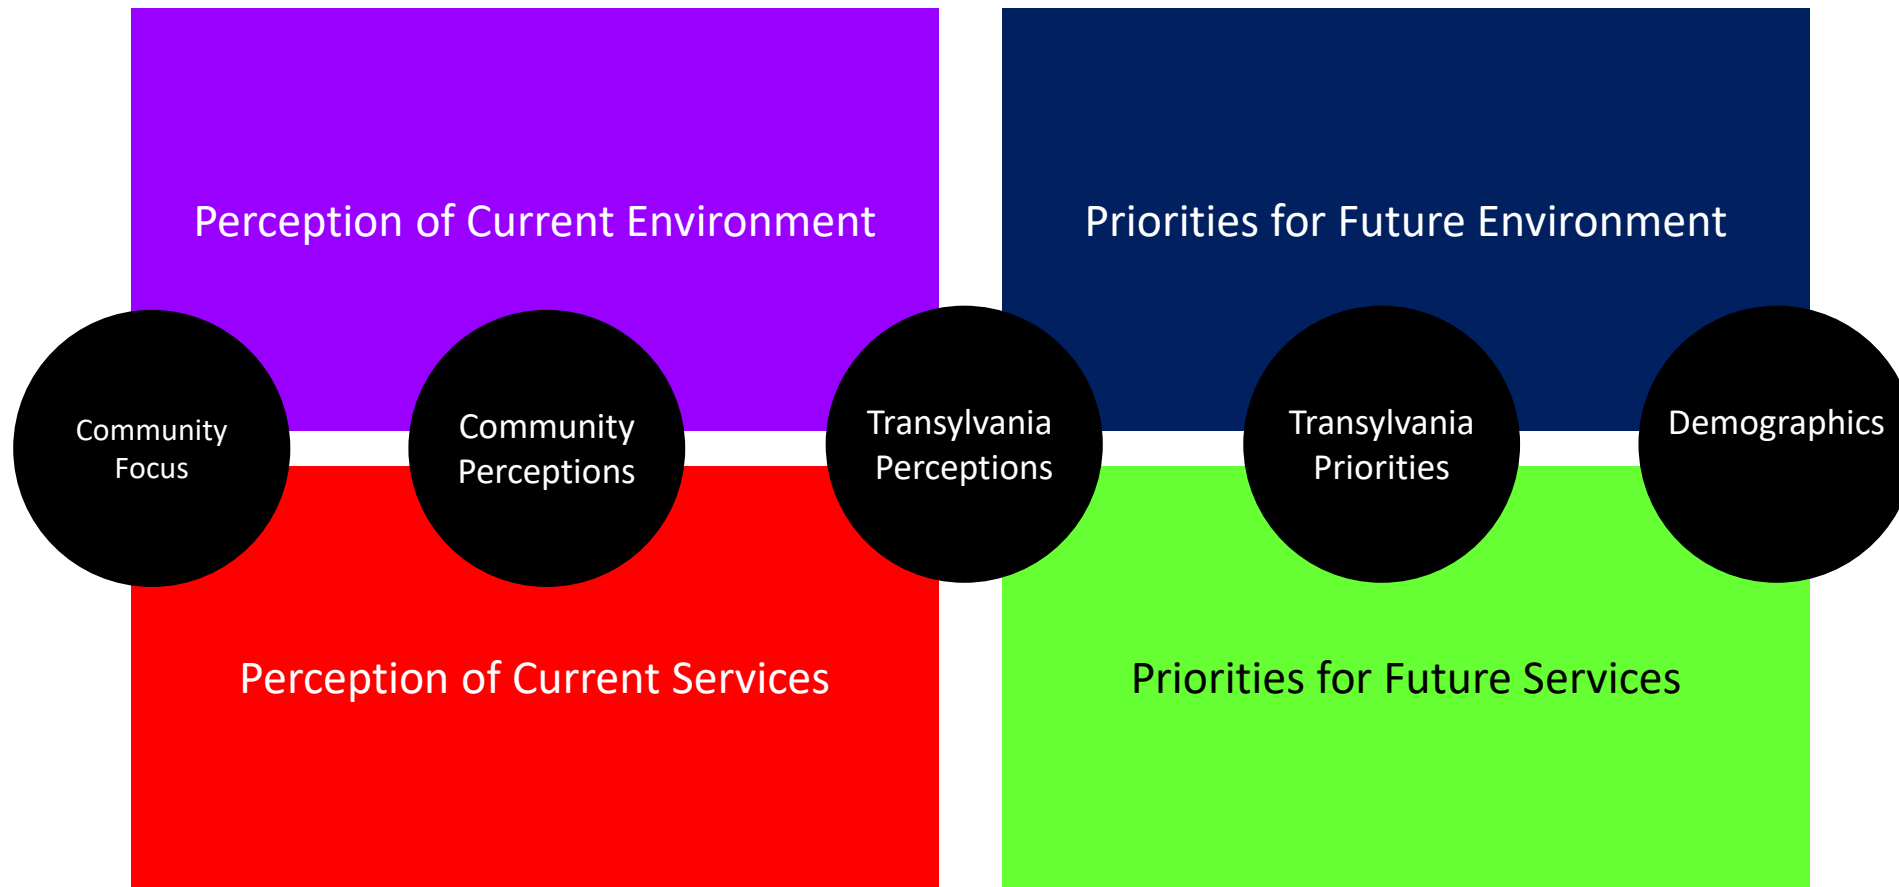 Perception of Current Environment
Priorities for Future Environment
Community
Focus
Community
Perceptions
Transylvania
Perceptions
Transylvania
Priorities
Demographics
Perception of Current Services
Priorities for Future Services